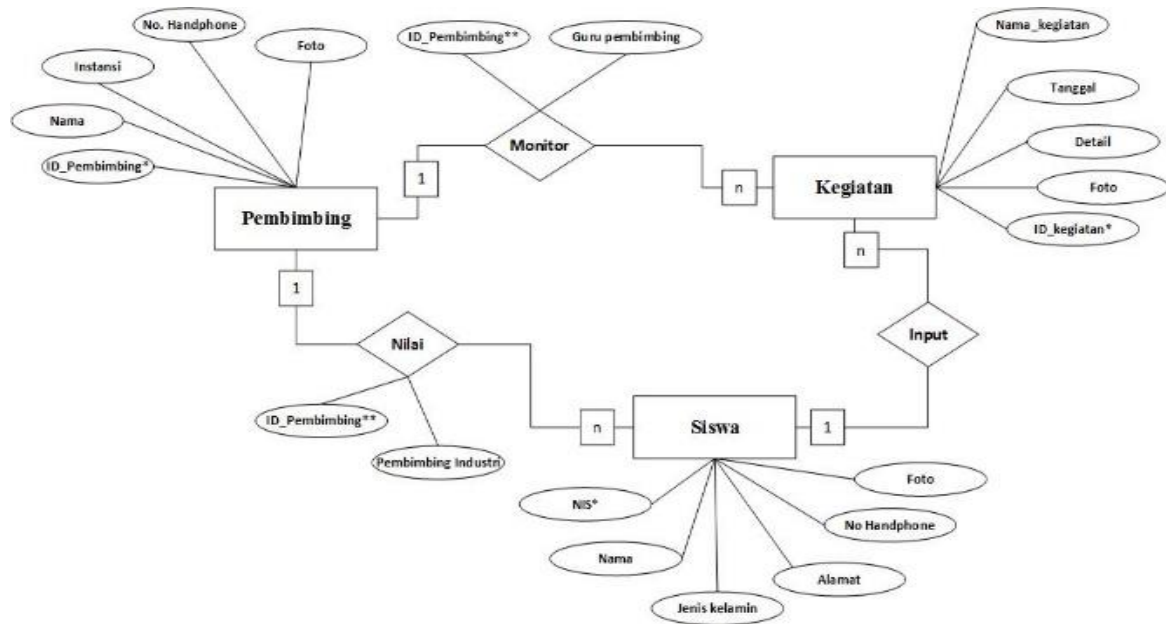 No. Handphone
Foto
Instansi
Nama
ID_Pembimbing*
Pembimbing
1
ID_Pembimbing**
Guru pembimbing
Monitor
n
Kegiatan
Nama_kegiatan
Tanggal
Detail
Foto
ID_kegiatan*
n
Input
1
1
Nilai
ID_Pembimbing**
Pembimbing Industri
n
Siswa
NIS*
Nama
Jenis kelamin
Alamat
No Handphone
Foto